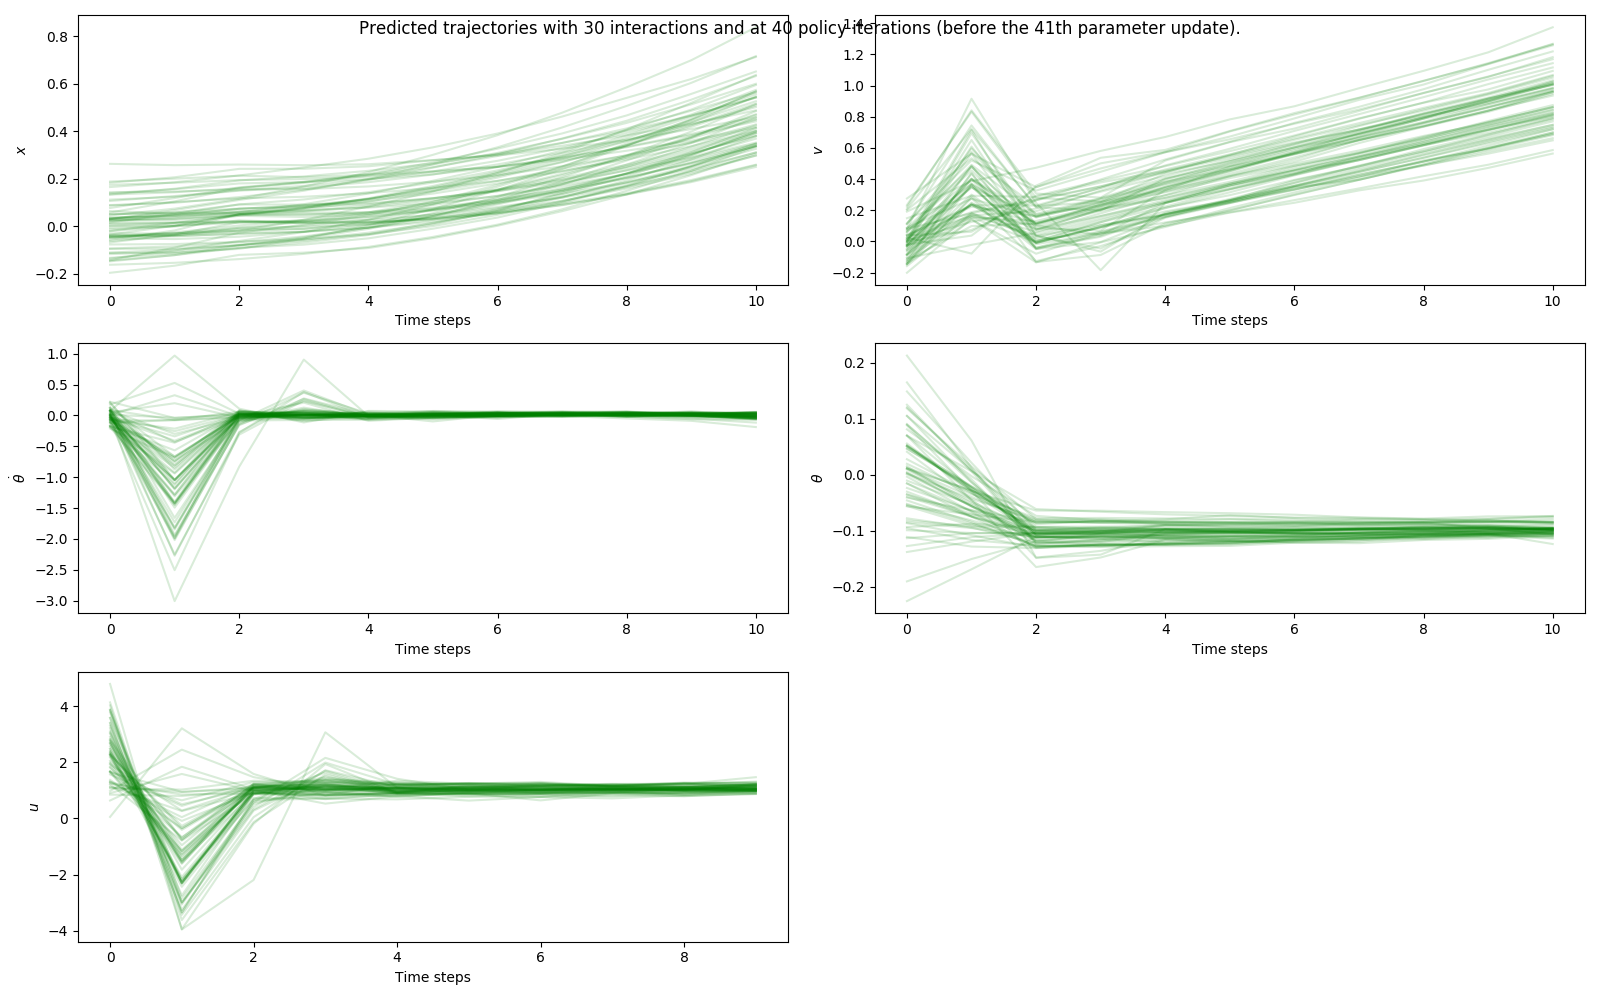 Predicted trajectories with 30 interactions and at 40 policy iterations (before the 41th parameter update).
0.8
0.6
0.4
0.2
0.0
−0.2
x
0 2 4 6 8 10
Time steps
1.4
1.2
1.0
0.8
0.6
0.4
0.2
0.0
−0.2
v
0 2 4 6 8 10
Time steps
1.0
0.5
0.0
−0.5
−1.0
−1.5
−2.0
−2.5
−3.0
θ̇
0 2 4 6 8 10
Time steps
0.2
0.1
0.0
−0.1
−0.2
θ
0 2 4 6 8 10
Time steps
4
2
0
−2
−4
u
0 2 4 6 8
Time steps